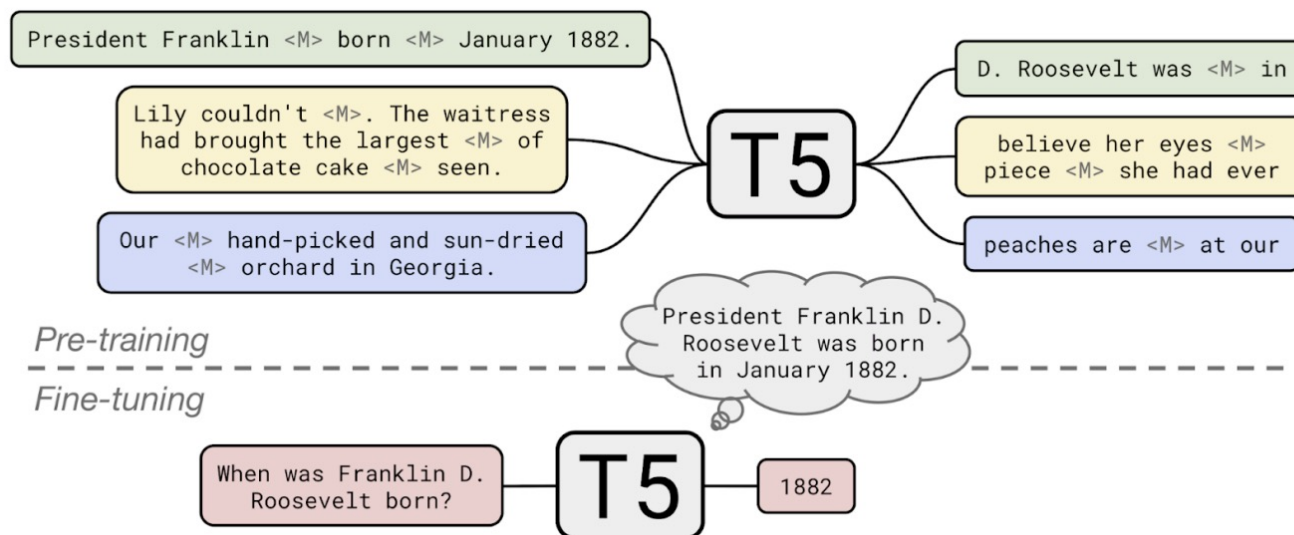 President Franklin <M> born <M> January 1882.
D. Roosevelt was <M> in
Lily couldn't <M>. The waitress
had brought the largest <M> of
chocolate cake <M> seen.
T5
believe her eyes <M>
piece <M> she had ever
Our <M> hand-picked and sun-dried
<M> orchard in Georgia.
peaches are <M> at our
President Franklin D.
Roosevelt was born
in January 1882.
Pre-training
Fine-tuning
When was Franklin D.
Roosevelt born?
T5
1882